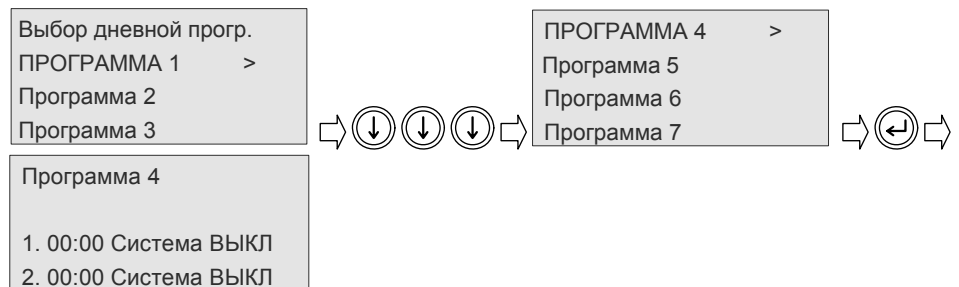 Выбор дневной прогр.
ПРОГРАММА 1 >
Программа 2
Программа 3
ПРОГРАММА 4 >
Программа 5
Программа 6
Программа 7
Программа 4
1. 00:00 Система ВЫКЛ
2. 00:00 Система ВЫКЛ